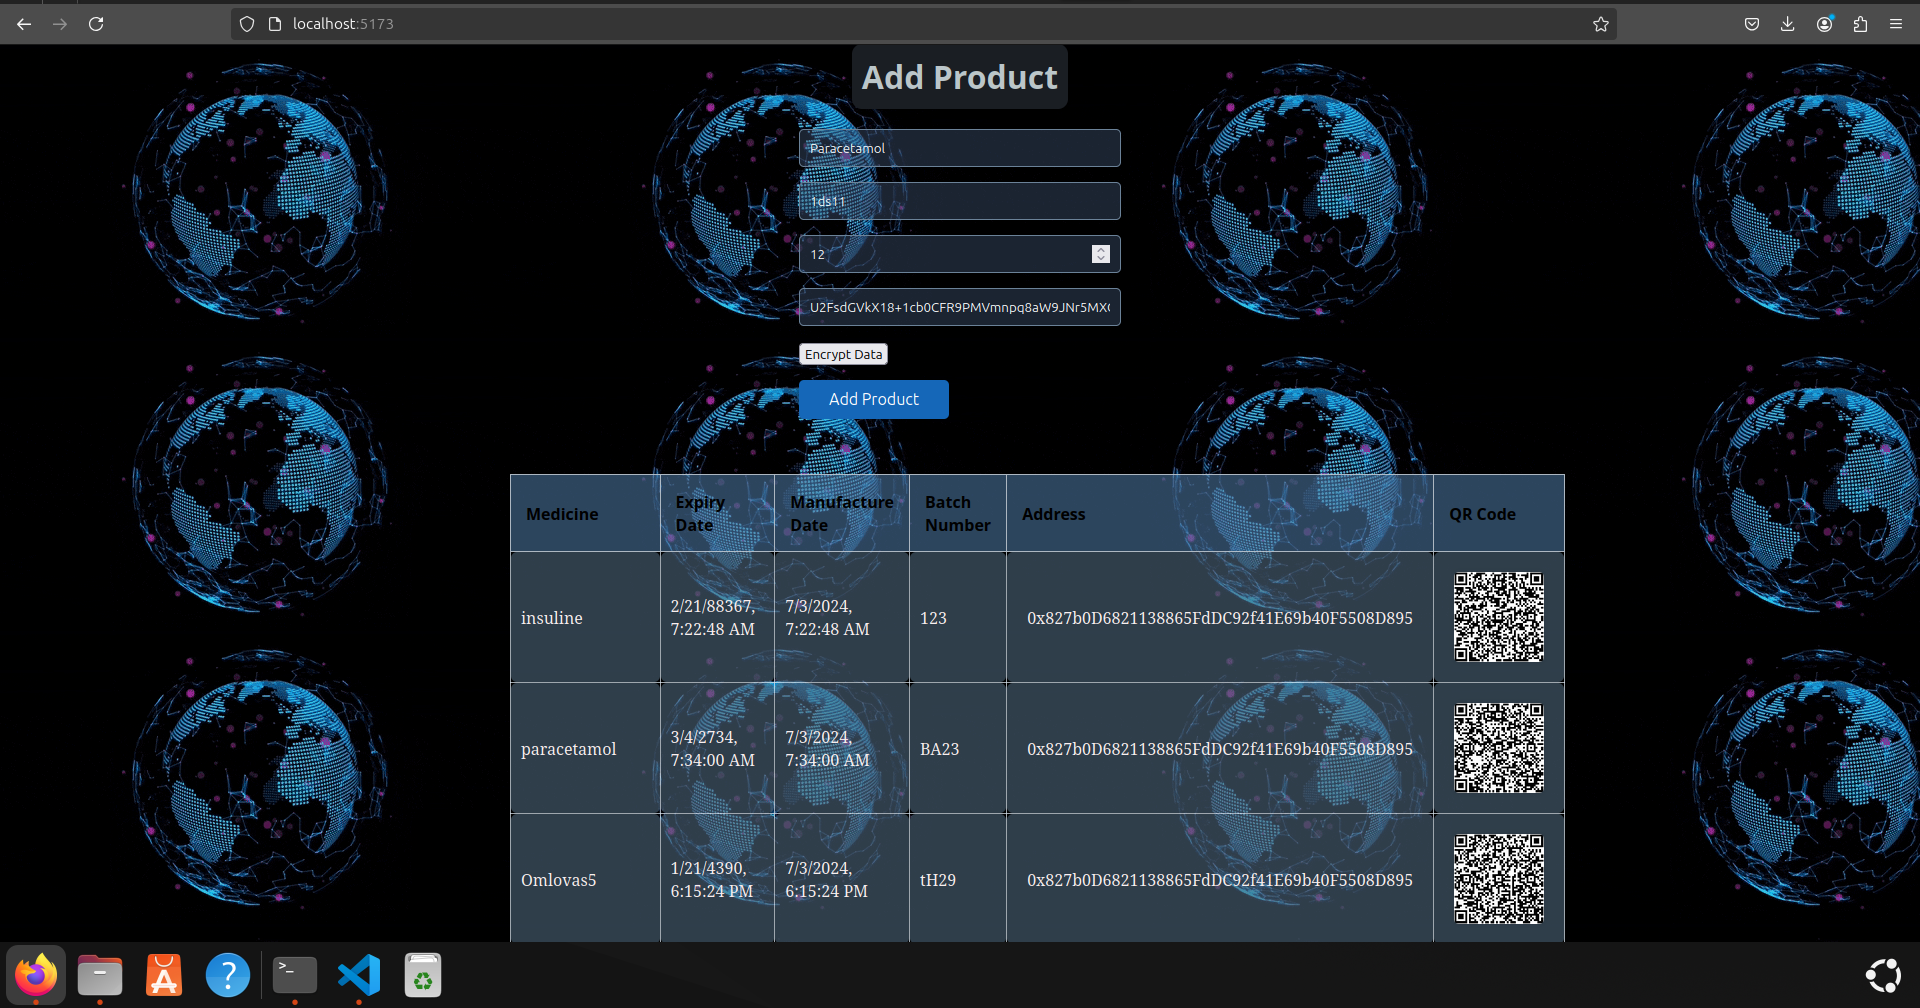 localhost:5173
Add Product
Paracetamol
1ds11
12
U2FsdGVkX18+1cb0CFR9PMVmnpq8aW9JNr5MX
Encrypt Data
Add Product
Medicine
Expiry Date
Manufacture Date
Batch Number
Address
QR Code
insuline
2/21/88367, 7:22:48 AM
7/3/2024, 7:22:48 AM
123
0x827b0D6821138865FdDC92f41E69b40F5508D895
paracetamol
3/4/2734, 7:34:00 AM
7/3/2024, 7:34:00 AM
BA23
0x827b0D6821138865FdDC92f41E69b40F5508D895
Omlovas5
1/21/4390, 6:15:24 PM
7/3/2024, 6:15:24 PM
tH29
0x827b0D6821138865FdDC92f41E69b40F5508D895